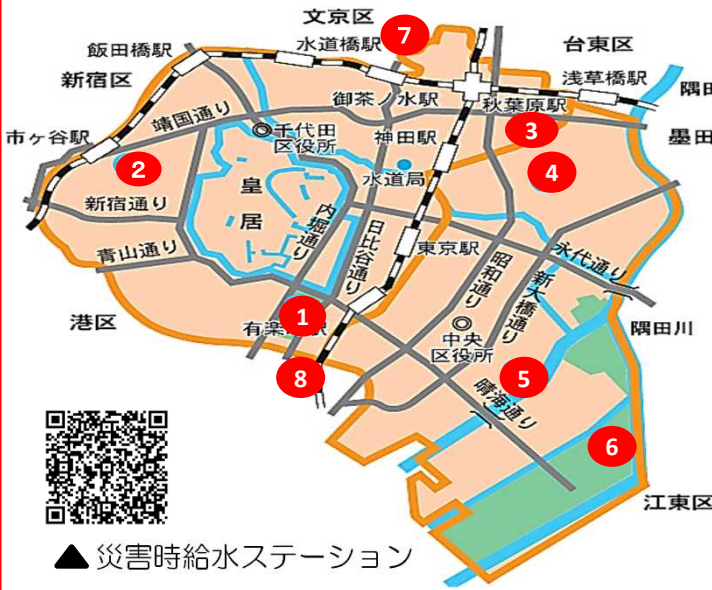 文京区
7
台東区
飯田橋駅
水道橋駅
新宿区
浅草橋駅
隅田
御茶ノ水駅
秋葉原駅
靖国通り
千代田
区役所
神田駅
3
墨田
市ヶ谷駅
2
4
水道局
皇居
新宿通り
内堀通り
日比谷通り
東京駅
青山通り
昭和通り
永代通り
新大橋通り
港区
1
有楽
隅田川
中央
区役所
8
5
晴海通り
6
江東区
▲災害時給水ステーション